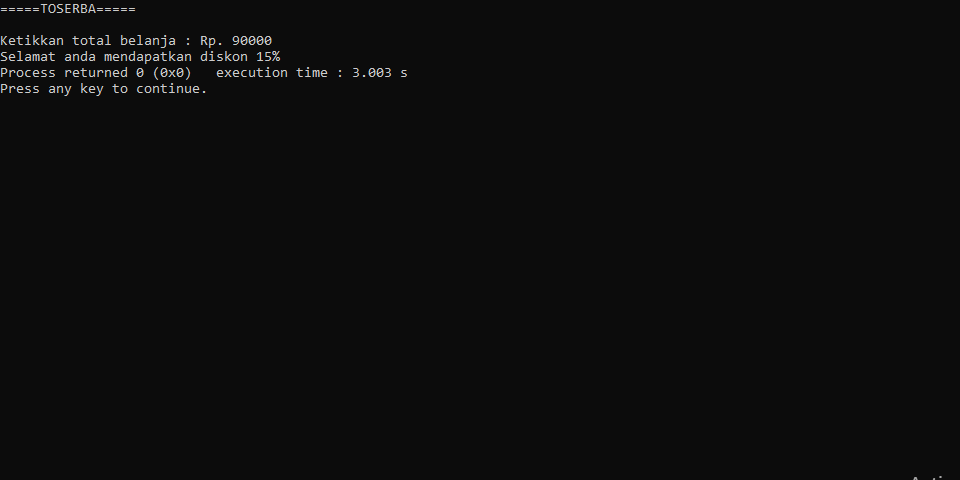 =====TOSERBA=====
Ketikkan total belanja : Rp. 90000
Selamat anda mendapatkan diskon 15%
Process returned 0 (0x0)   execution time : 3.003 s
Press any key to continue.